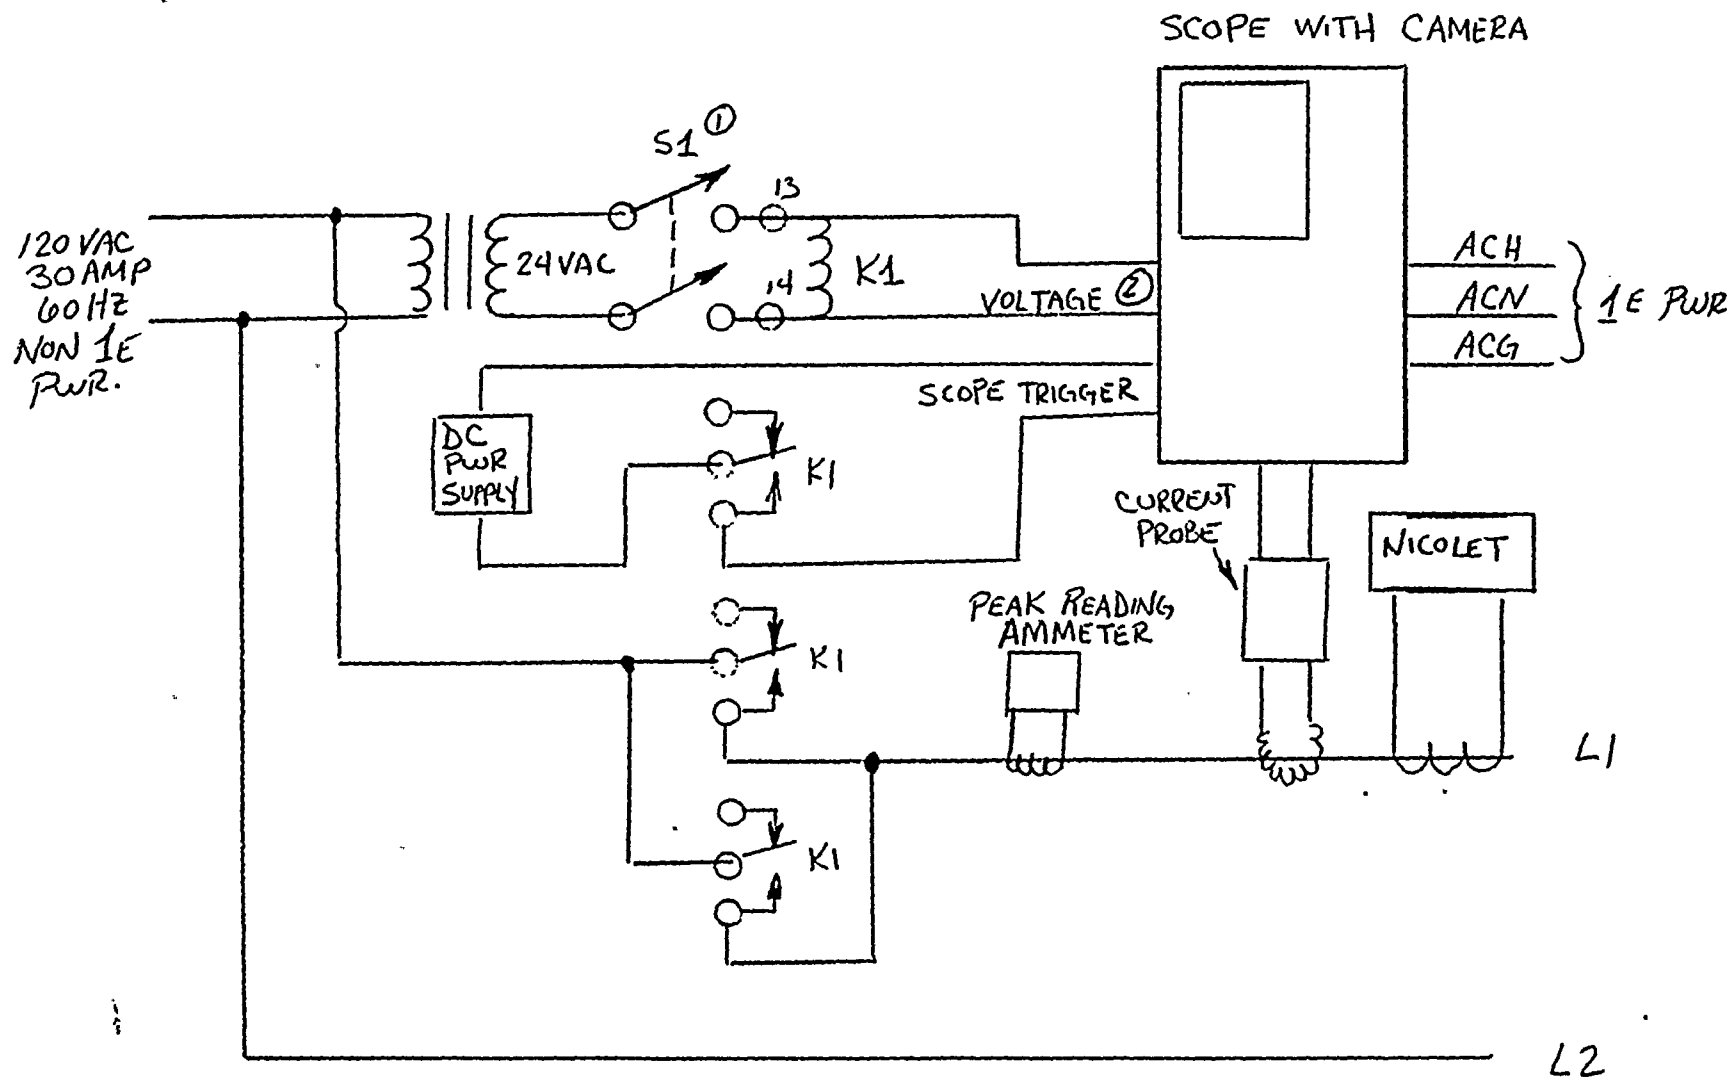 SCOPE WITH CAMERA
S1 ①
13
120 VAC
30 AMP
60 HZ
NON 1E
PWR.
24 VAC
K1
14
VOLTAGE ②
ACH
ACN
ACG
1E PWR
SCOPE TRIGGER
DC
PWR
SUPPLY
K1
CURRENT
PROBE
NICOLET
PEAK READING
AMMETER
K1
L1
K1
L2